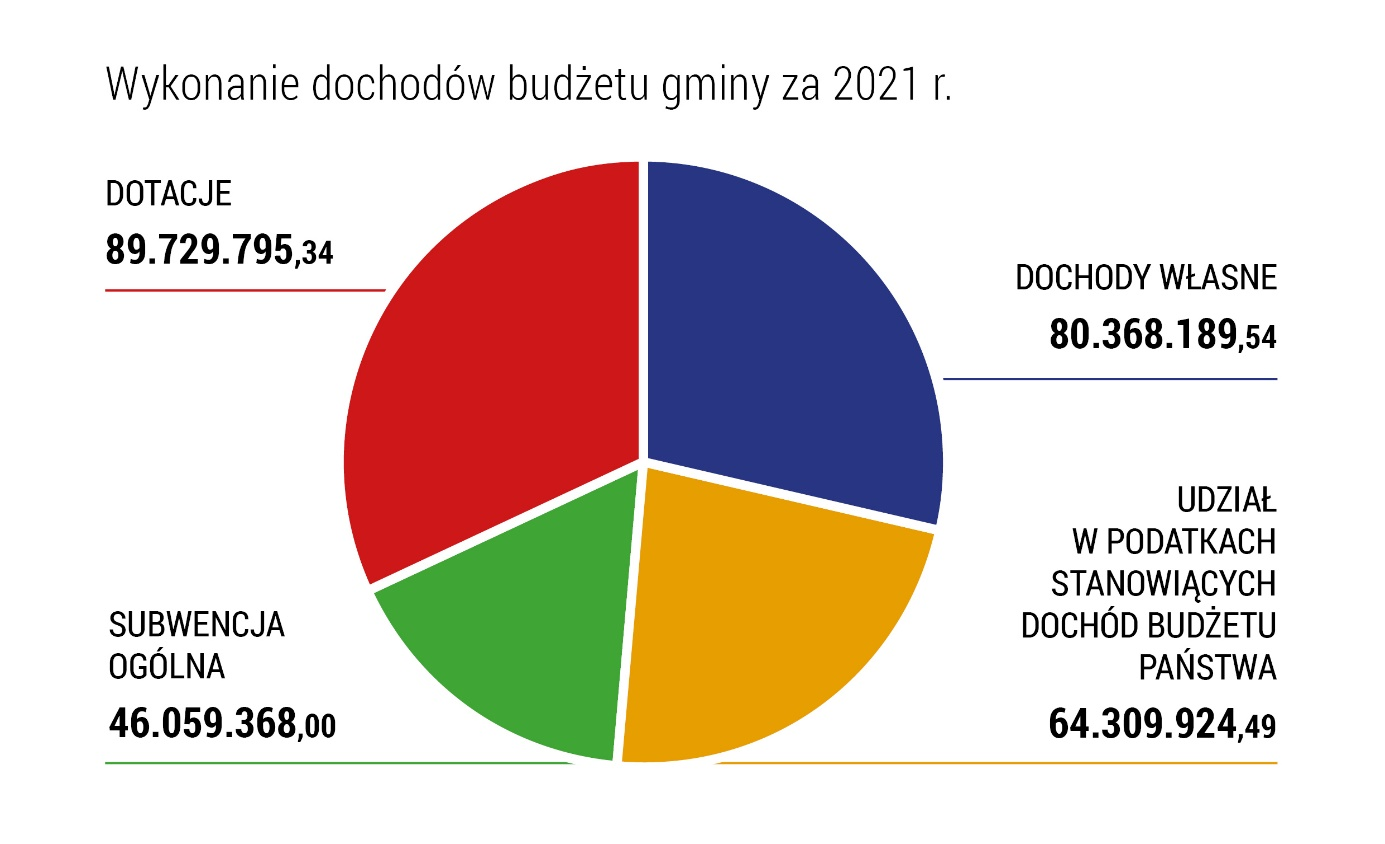 Wykonanie dochodów budżetu gminy za 2021 r.
DOTACJE
89.729.795,34
DOCHODY WŁASNE
80.368.189,54
UDZIAŁ
W PODATKACH
STANOWIĄCYCH
DOCHÓD BUDŻETU
PAŃSTWA
64.309.924,49
SUBWENCJA
OGÓLNA
46.059.368,00